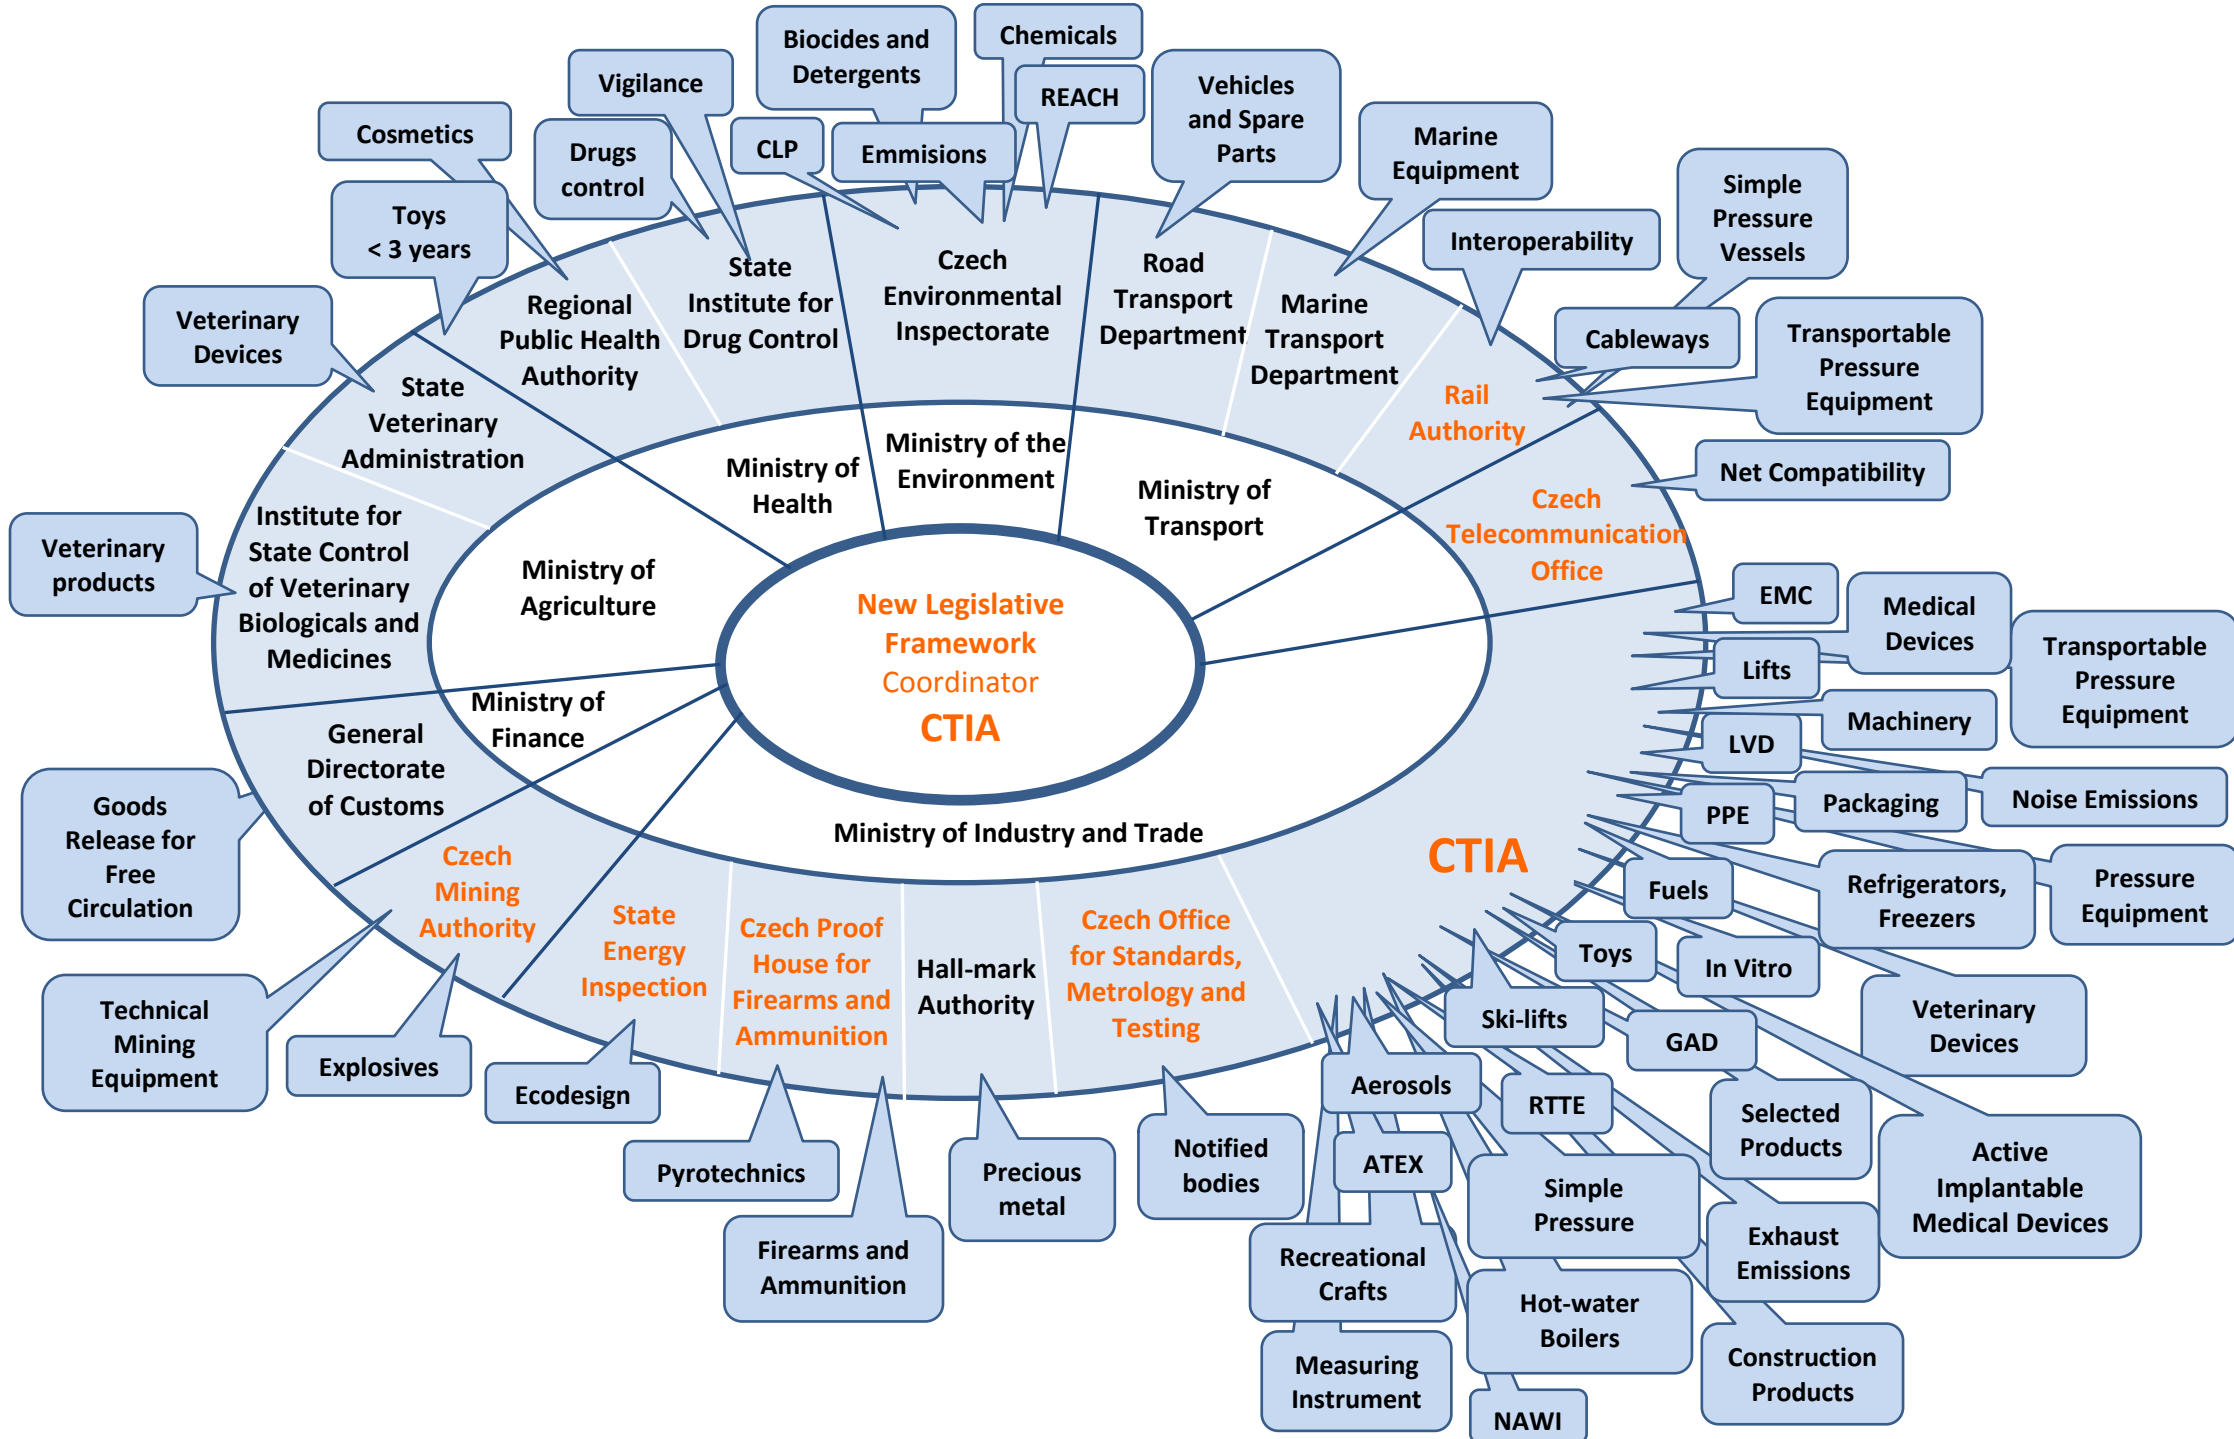 Biocides and
Detergents
Chemicals
Vigilance
REACH
Vehicles
and Spare
Parts
Cosmetics
Drugs
control
CLP
Emmisions
Marine
Equipment
Simple
Pressure
Vessels
Toys
< 3 years
Interoperability
Veterinary
Devices
Cableways
Transportable
Pressure
Equipment
State
Institute for
Drug Control
Czech
Environmental
Inspectorate
Road
Transport
Department
Marine
Transport
Department
Regional
Public Health
Authority
State
Veterinary
Administration
Rail
Authority
Net Compatibility
Ministry of
Health
Ministry of the
Environment
Ministry of
Transport
Czech
Telecommunication
Office
Institute for
State Control
of Veterinary
Biologicals and
Medicines
Veterinary
products
Ministry of
Agriculture
New Legislative
Framework
Coordinator
CTIA
EMC
Medical
Devices
Transportable
Pressure
Equipment
Lifts
Machinery
Ministry of
Finance
General
Directorate
of Customs
LVD
Noise Emissions
Packaging
PPE
Goods
Release for
Free
Circulation
Ministry of Industry and Trade
CTIA
Czech
Mining
Authority
Fuels
Refrigerators,
Freezers
Pressure
Equipment
State
Energy
Inspection
Czech Proof
House for
Firearms and
Ammunition
Hall-mark
Authority
Czech Office
for Standards,
Metrology and
Testing
Toys
In Vitro
Technical
Mining
Equipment
Explosives
Ecodesign
Ski-lifts
GAD
Veterinary
Devices
Aerosols
RTTE
Selected
Products
Pyrotechnics
Precious
metal
Notified
bodies
ATEX
Simple
Pressure
Active
Implantable
Medical Devices
Firearms and
Ammunition
Recreational
Crafts
Exhaust
Emissions
Hot-water
Boilers
Measuring
Instrument
Construction
Products
NAWI